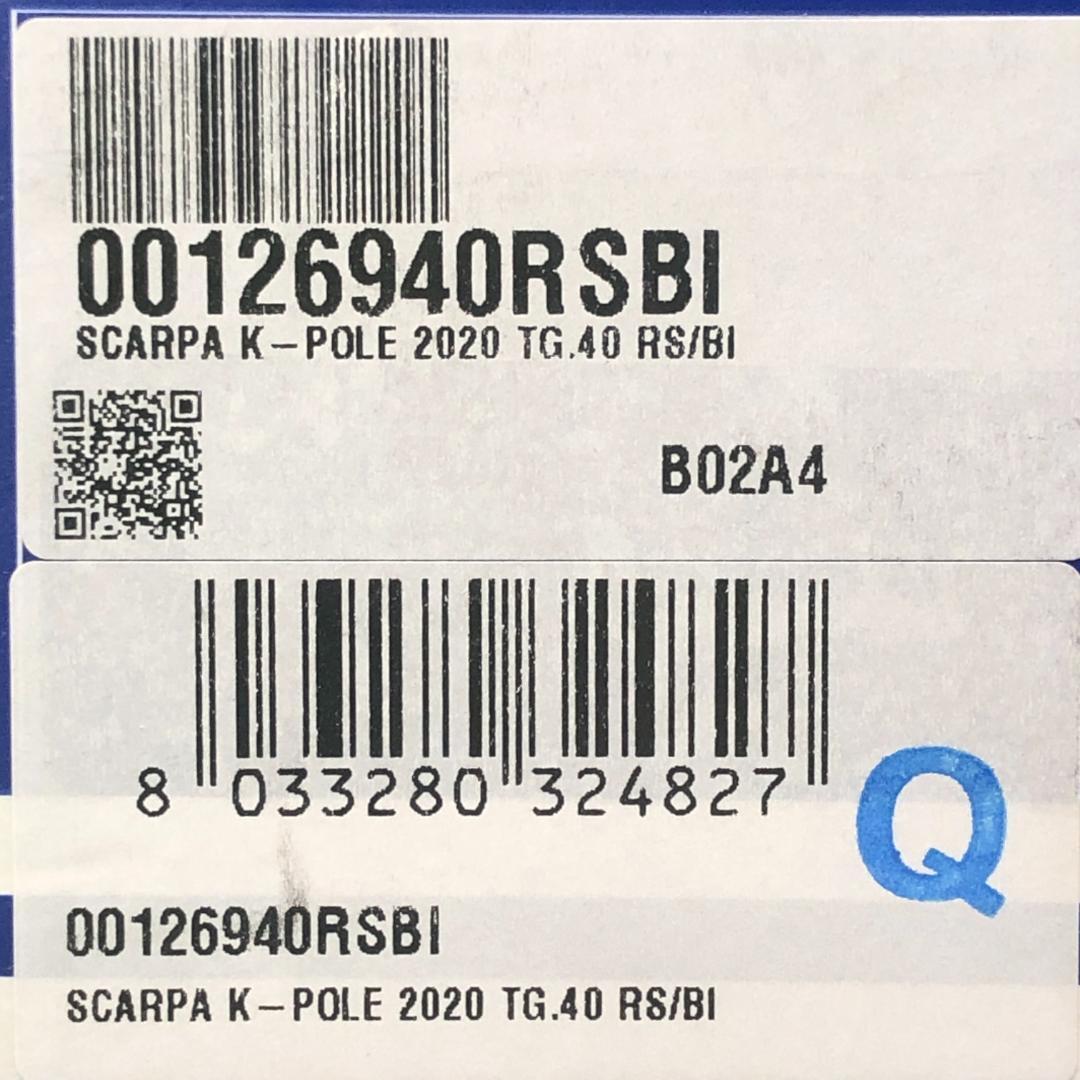 00126940RSBI
SCARPA K-POLE 2020 TG.40 RS/BI
B02A4
8 033280 324827
Q
00126940RSBI
SCARPA K-POLE 2020 TG.40 RS/BI